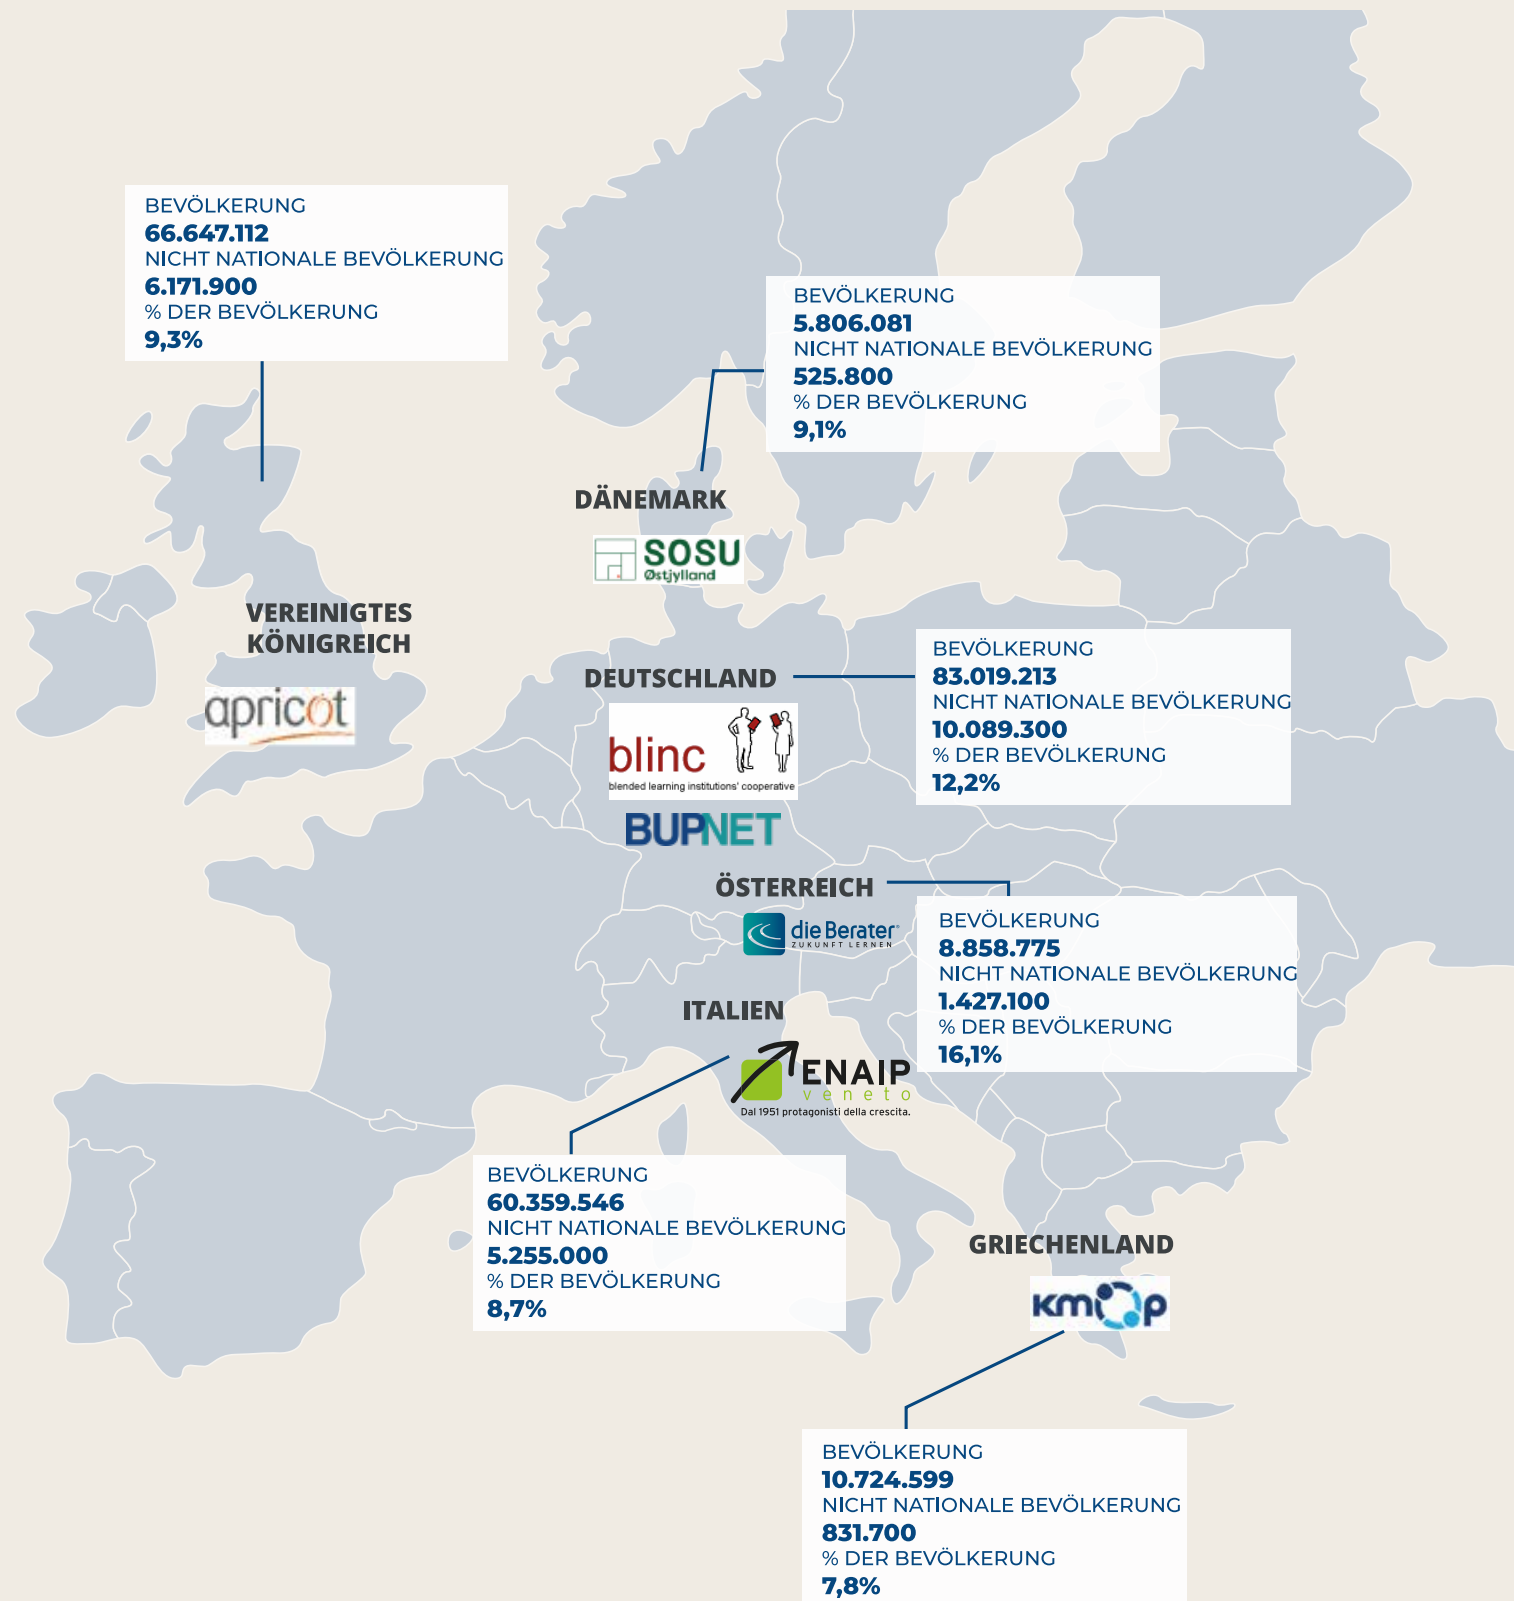 BEVÖLKERUNG
66.647.112
NICHT NATIONALE BEVÖLKERUNG
6.171.900
% DER BEVÖLKERUNG
9,3%
BEVÖLKERUNG
5.806.081
NICHT NATIONALE BEVÖLKERUNG
525.800
% DER BEVÖLKERUNG
9,1%
DÄNEMARK
SOSU
Østjylland
VEREINIGTES
KÖNIGREICH
apricot
DEUTSCHLAND
blinc
blended learning institutions' cooperative
BUPNET
BEVÖLKERUNG
83.019.213
NICHT NATIONALE BEVÖLKERUNG
10.089.300
% DER BEVÖLKERUNG
12,2%
ÖSTERREICH
die Berater®
ZUKUNFT LERNEN
BEVÖLKERUNG
8.858.775
NICHT NATIONALE BEVÖLKERUNG
1.427.100
% DER BEVÖLKERUNG
16,1%
ITALIEN
ENAIP
veneto
Dal 1951 protagonisti della crescita.
BEVÖLKERUNG
60.359.546
NICHT NATIONALE BEVÖLKERUNG
5.255.000
% DER BEVÖLKERUNG
8,7%
GRIECHENLAND
kmop
BEVÖLKERUNG
10.724.599
NICHT NATIONALE BEVÖLKERUNG
831.700
% DER BEVÖLKERUNG
7,8%